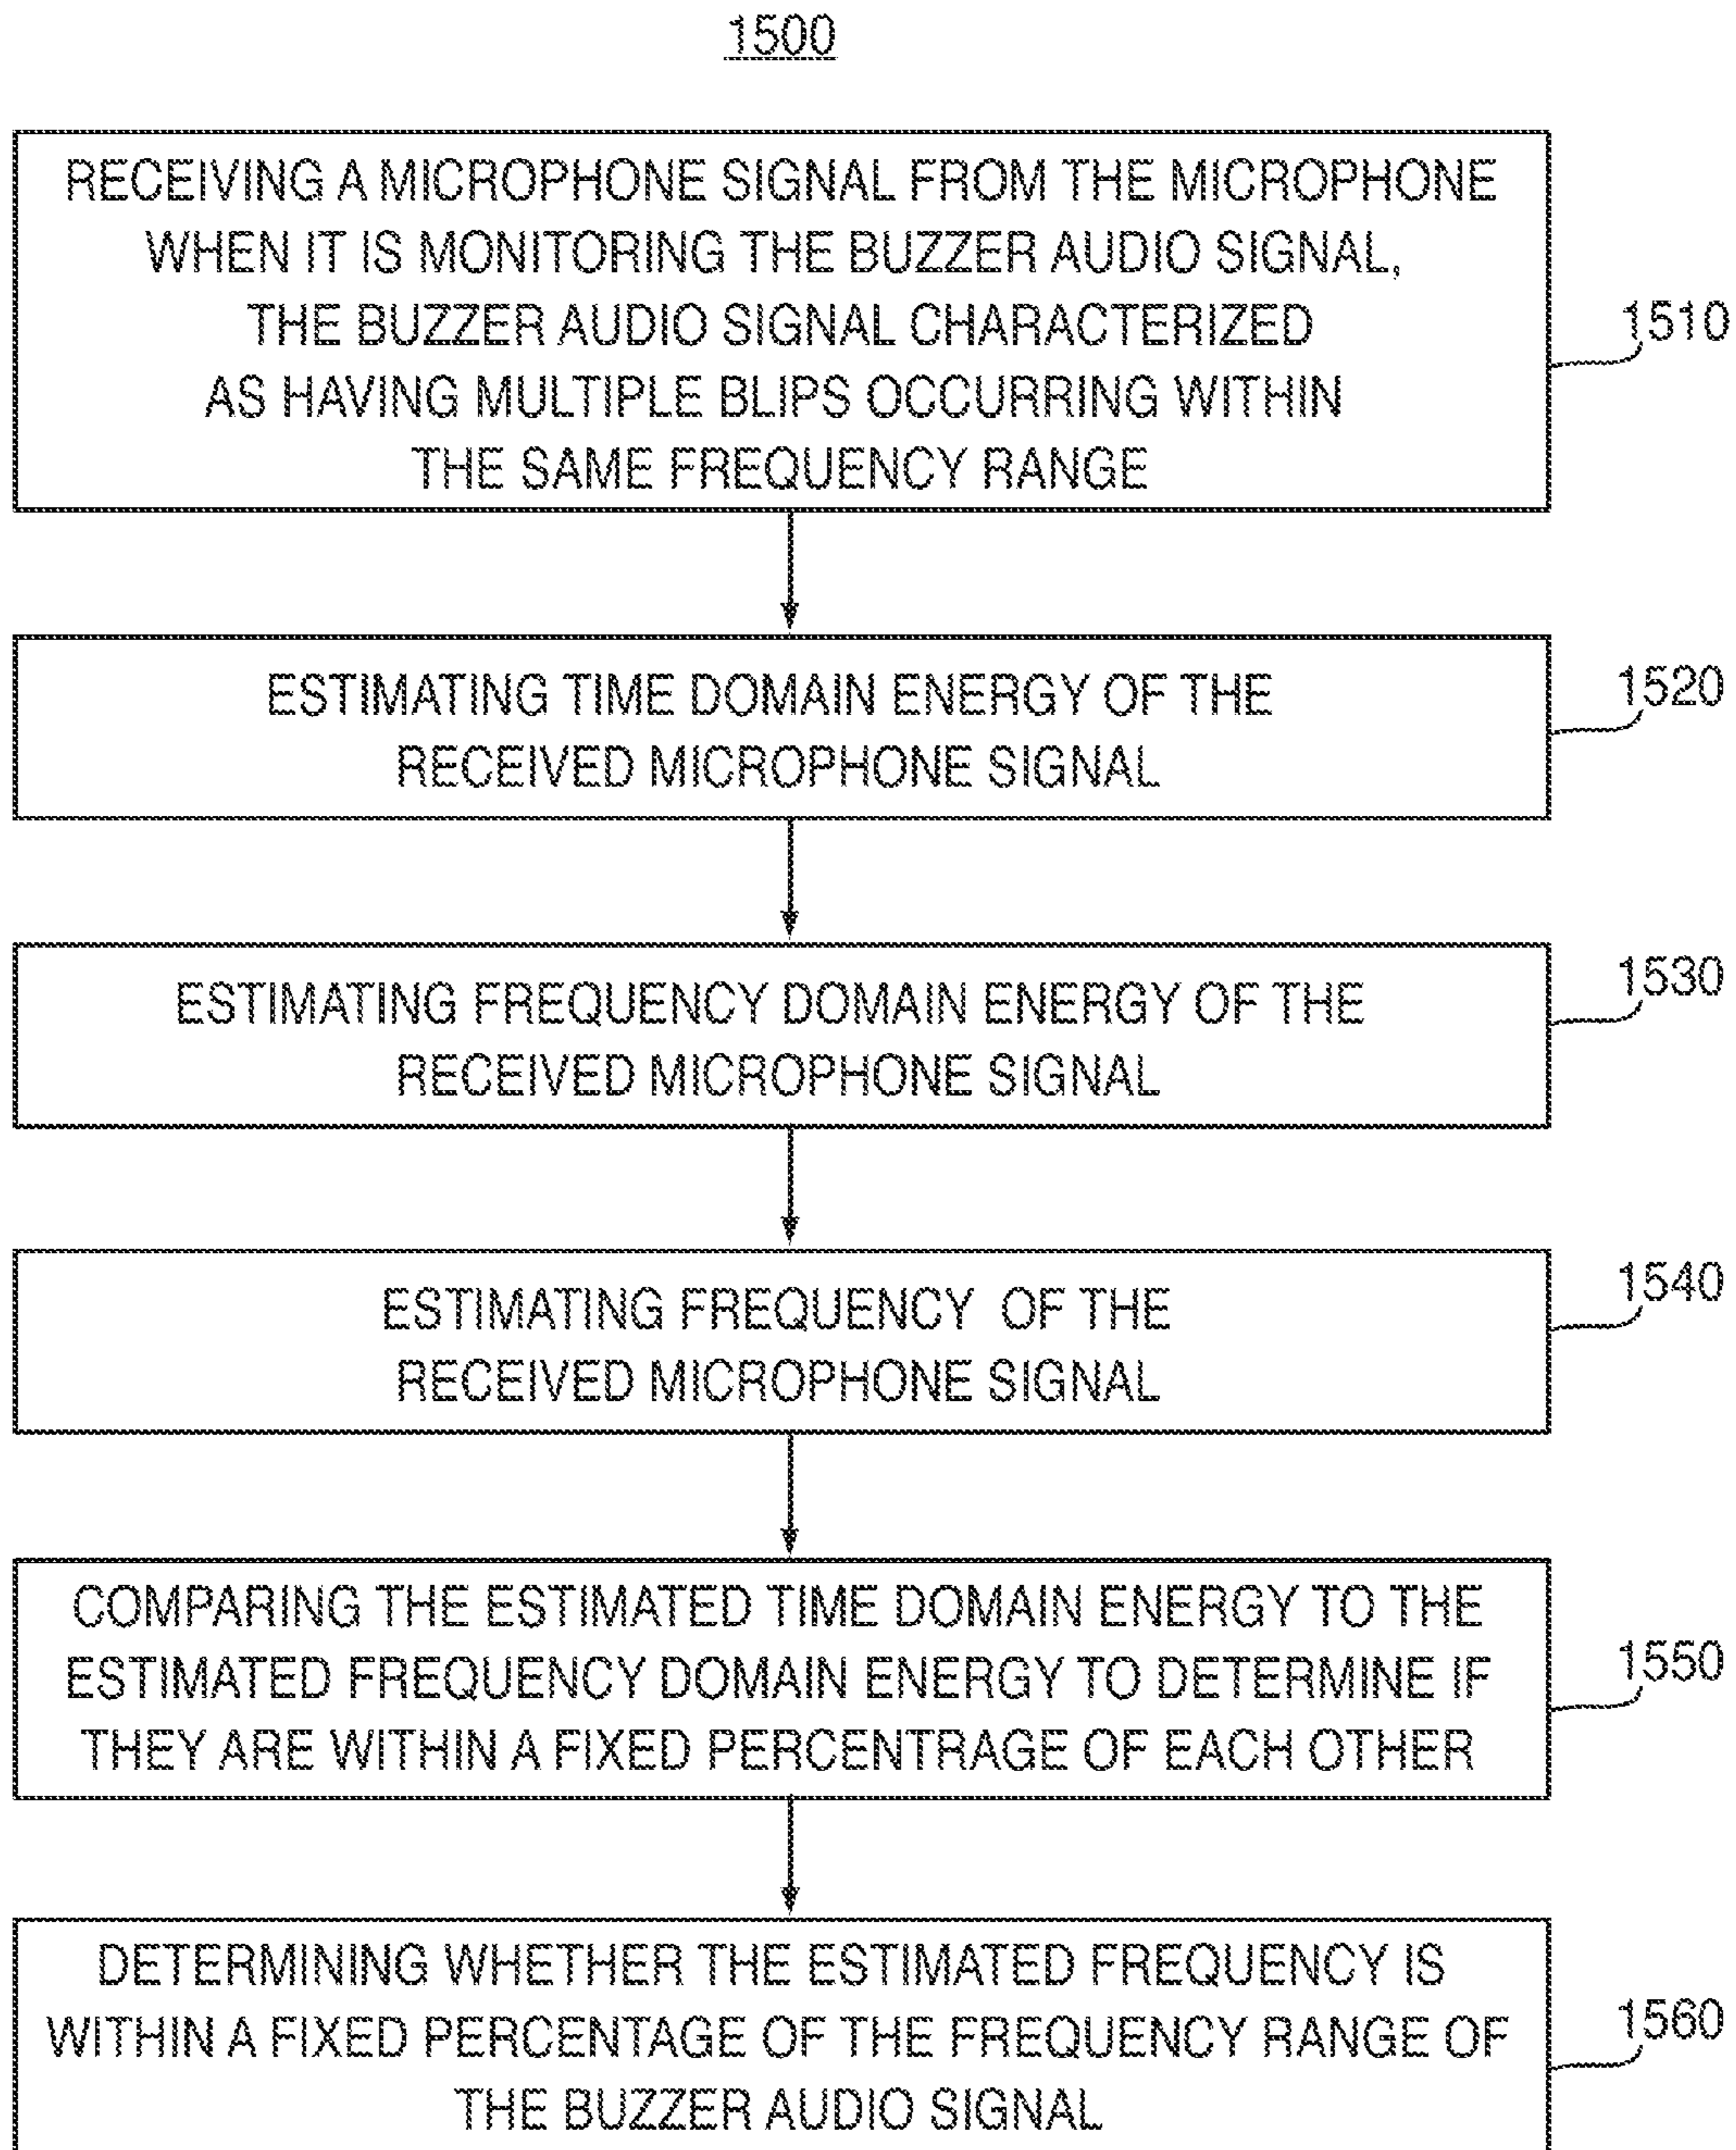 1500
RECEIVING A MICROPHONE SIGNAL FROM THE MICROPHONE
WHEN IT IS MONITORING THE BUZZER AUDIO SIGNAL,
THE BUZZER AUDIO SIGNAL CHARACTERIZED
AS HAVING MULTIPLE BLIPS OCCURRING WITHIN
THE SAME FREQUENCY RANGE
1510
ESTIMATING TIME DOMAIN ENERGY OF THE
RECEIVED MICROPHONE SIGNAL
1520
ESTIMATING FREQUENCY DOMAIN ENERGY OF THE
RECEIVED MICROPHONE SIGNAL
1530
ESTIMATING FREQUENCY OF THE
RECEIVED MICROPHONE SIGNAL
1540
COMPARING THE ESTIMATED TIME DOMAIN ENERGY TO THE
ESTIMATED FREQUENCY DOMAIN ENERGY TO DETERMINE IF
THEY ARE WITHIN A FIXED PERCENTRAGE OF EACH OTHER
1550
DETERMINING WHETHER THE ESTIMATED FREQUENCY IS
WITHIN A FIXED PERCENTAGE OF THE FREQUENCY RANGE OF
THE BUZZER AUDIO SIGNAL
1560